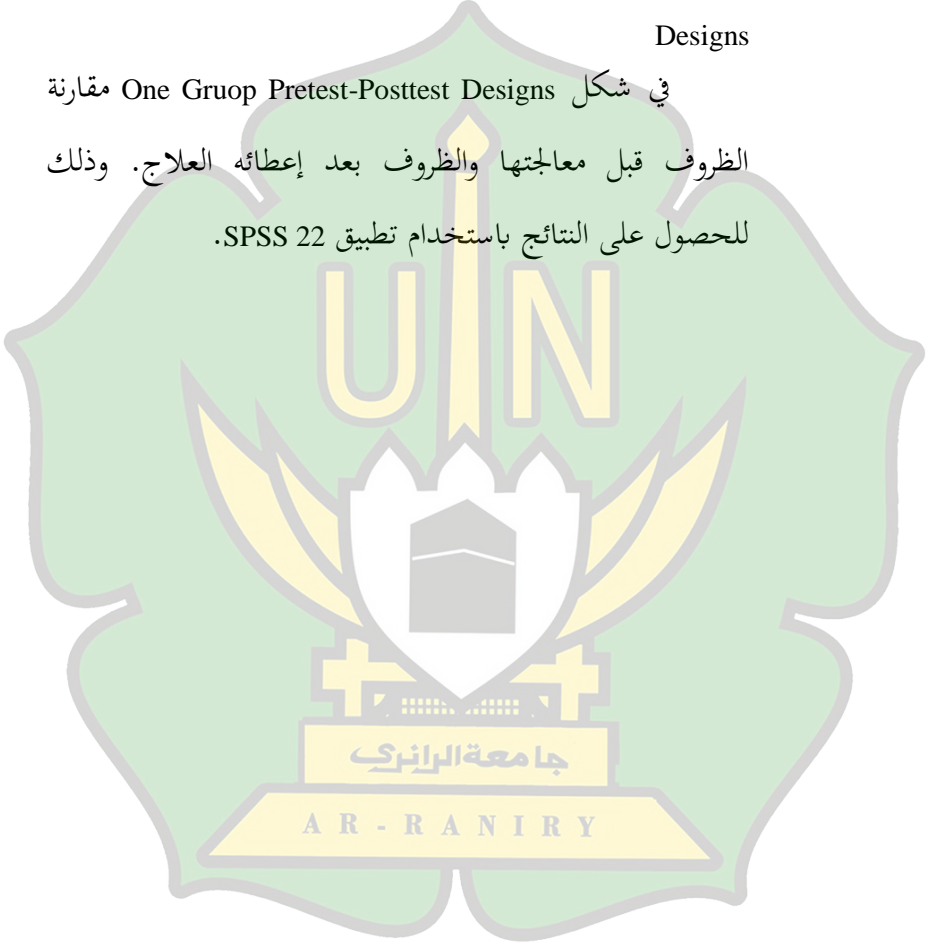 Designs
في شكل One Gruop Pretest-Posttest Designs مقارنة
الظروف قبل معالجتها والظروف بعد إعطائه العلاج. وذلك
للحصول على النتائج باستخدام تطبيق SPSS 22.
UIN
جامعة الرانري
AR-RANIRY